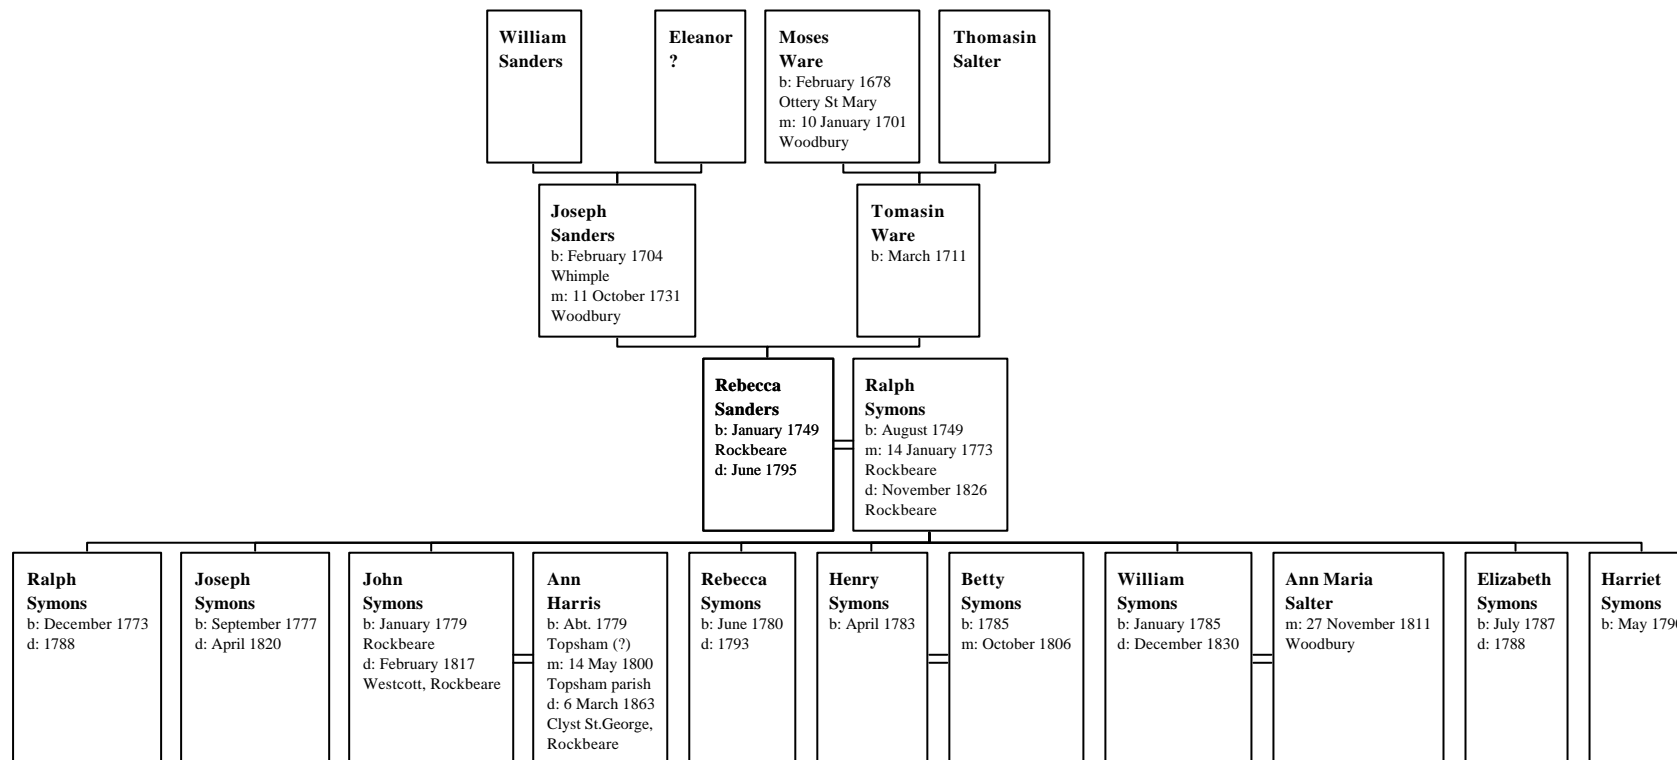 William
Sanders
Eleanor
?
Moses
Ware
b: February 1678
Ottery St Mary
m: 10 January 1701
Woodbury
Thomasin
Salter
Joseph
Sanders
b: February 1704
Whimple
m: 11 October 1731
Woodbury
Tomasin
Ware
b: March 1711
Rebecca
Sanders
b: January 1749
Rockbeare
d: June 1795
Ralph
Symons
b: August 1749
m: 14 January 1773
Rockbeare
d: November 1826
Rockbeare
Ralph
Symons
b: December 1773
d: 1788
Joseph
Symons
b: September 1777
d: April 1820
John
Symons
b: January 1779
Rockbeare
d: February 1817
Westcott, Rockbeare
Ann
Harris
b: Abt. 1779
Topsham (?)
m: 14 May 1800
Topsham parish
d: 6 March 1863
Clyst St.George,
Rockbeare
Rebecca
Symons
b: June 1780
d: 1793
Henry
Symons
b: April 1783
Betty
Symons
b: 1785
m: October 1806
William
Symons
b: January 1785
d: December 1830
Ann Maria
Salter
m: 27 November 1811
Woodbury
Elizabeth
Symons
b: July 1787
d: 1788
Harriet
Symons
b: May